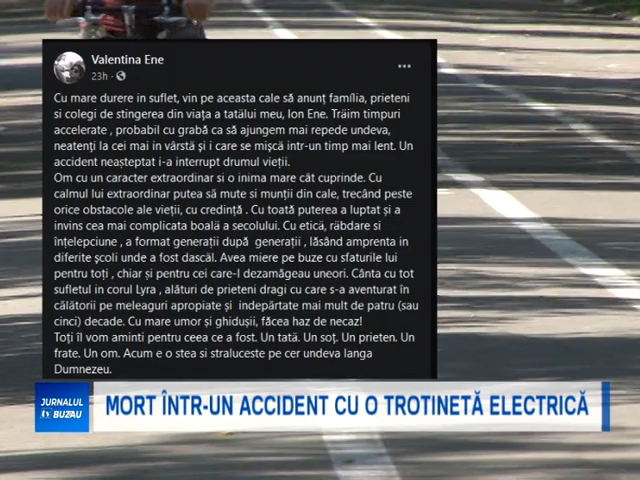 Valentina Ene
23h ·
Cu mare durere in suflet, vin pe aceasta cale să anunț família, prieteni
si colegi de stingerea din viața a tatălui meu, Ion Ene. Trăim timpuri
accelerate , probabil cu grabă ca să ajungem mai repede undeva,
neatenți la cei mai in vârstă și i care se mișcă intr-un timp mai lent. Un
accident neașteptat i-a interrupt drumul vieții.
Om cu un caracter extraordinar si o inima mare cât cuprinde. Cu
calmul lui extraordinar putea să mute si munții din cale, trecând peste
orice obstacole ale vieții, cu credință . Cu toată puterea a luptat și a
invins cea mai complicata boală a secolului. Cu etică, răbdare si
înțelepciune , a format generații după generații , lăsând amprenta in
diferite școli unde a fost dascăl. Avea miere pe buze cu sfaturile lui
pentru toți , chiar și pentru cei care-l dezamăgeau uneori. Cânta cu tot
sufletul in corul Lyra , alături de prieteni dragi cu care s-a aventurat în
călătorii pe meleaguri apropiate și indepărtate mai mult de patru (sau
cinci) decade. Cu mare umor și ghidușii, făcea haz de necaz!
Toți îl vom aminti pentru ceea ce a fost. Un tată. Un soț. Un prieten. Un
frate. Un om. Acum e o stea si straluceste pe cer undeva langa
Dumnezeu.
JURNALUL
tv BUZĂU
MORT ÎNTR-UN ACCIDENT CU O TROTINETĂ ELECTRICĂ